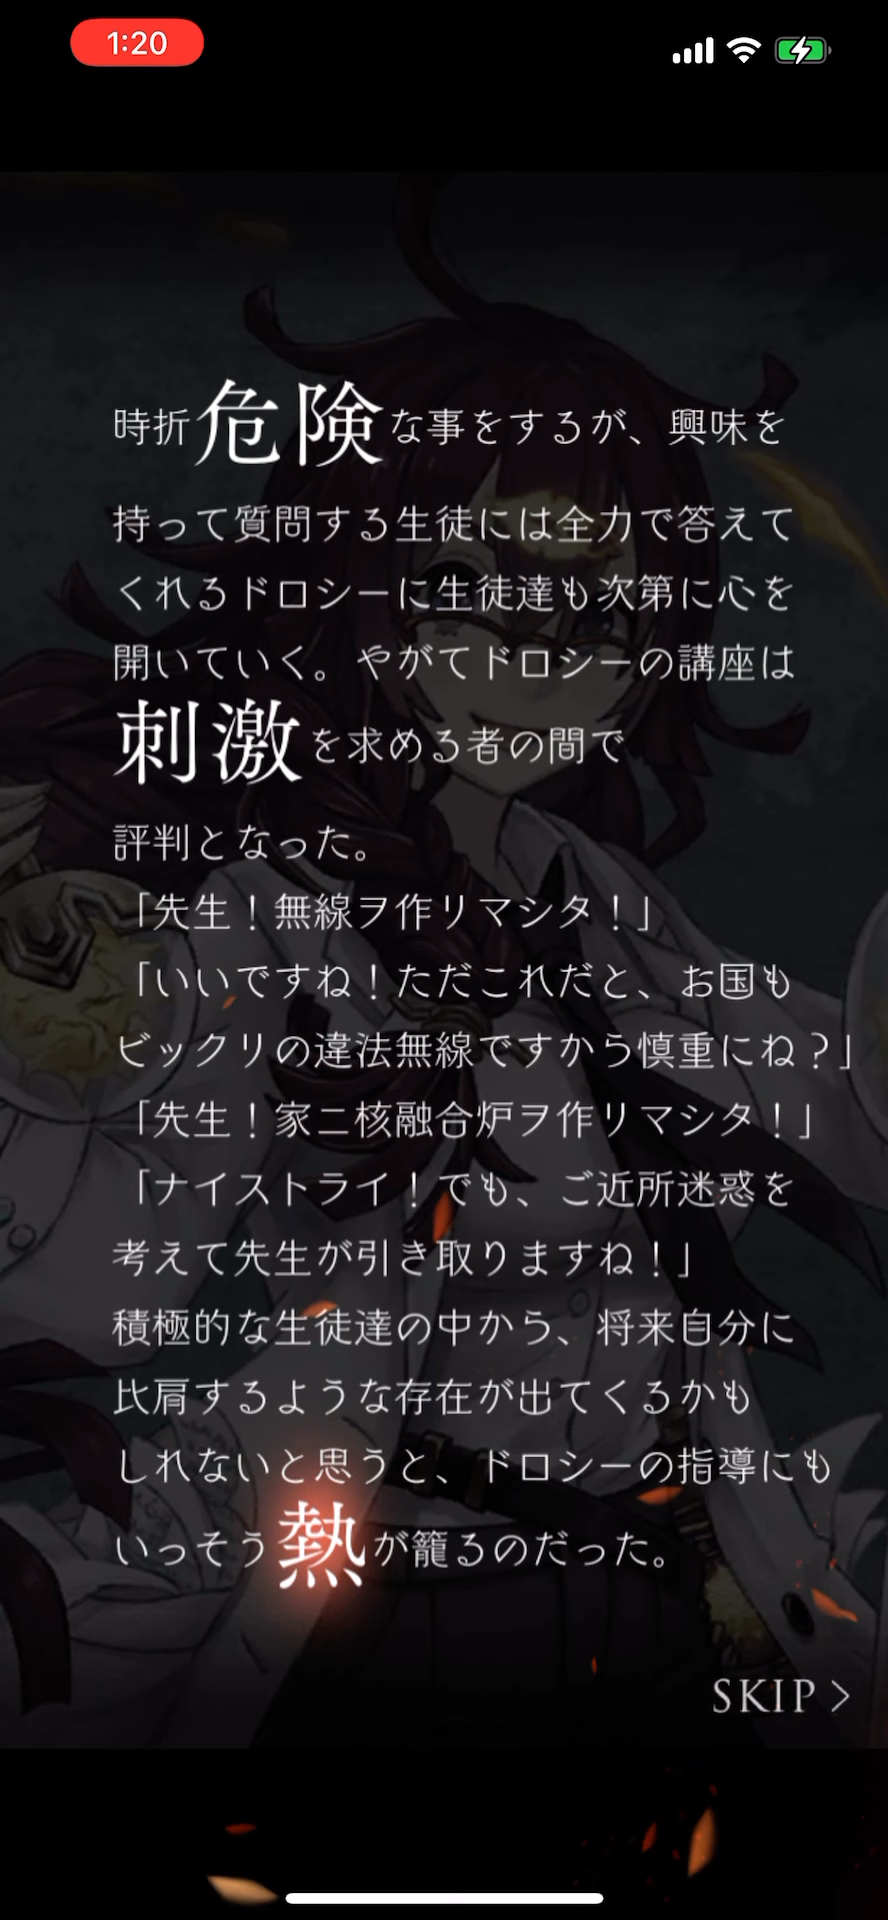 1:20
時折危険な事をするが、興味を
持って質問する生徒には全力で答えて
くれるドロシーに生徒達も次第に心を
開いていく。やがてドロシーの講座は
刺激を求める者の間で
評判となった。
「先生！無線ヲ作リマシタ！」
「いいですね！ただこれだと、お国も
ビックリの違法無線ですから慎重にね？」
「先生！家ニ核融合炉ヲ作リマシタ！」
「ナイストライ！でも、ご近所迷惑を
考えて先生が引き取りますね！」
積極的な生徒達の中から、将来自分に
比肩するような存在が出てくるかも
しれないと思うと、ドロシーの指導にも
いっそう熱が籠るのだった。
SKIP >